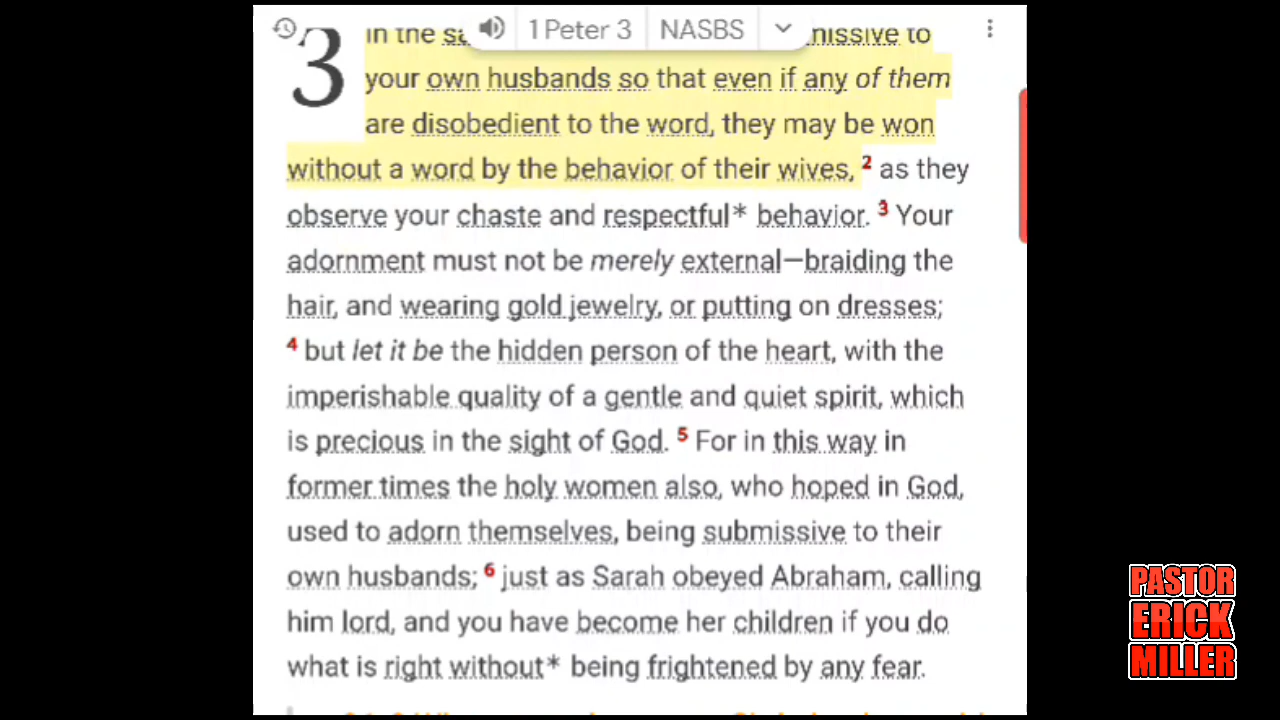 1 Peter 3 NASBS
3 in the missive to
your own husbands so that even if any of them
are disobedient to the word, they may be won
without a word by the behavior of their wives, 2 as they
observe your chaste and respectful* behavior. 3 Your
adornment must not be merely external—braiding the
hair, and wearing gold jewelry, or putting on dresses;
4 but let it be the hidden person of the heart, with the
imperishable quality of a gentle and quiet spirit, which
is precious in the sight of God. 5 For in this way in
former times the holy women also, who hoped in God,
used to adorn themselves, being submissive to their
own husbands; 6 just as Sarah obeyed Abraham, calling
him lord, and you have become her children if you do
what is right without* being frightened by any fear.
PASTOR
ERICK
MILLER